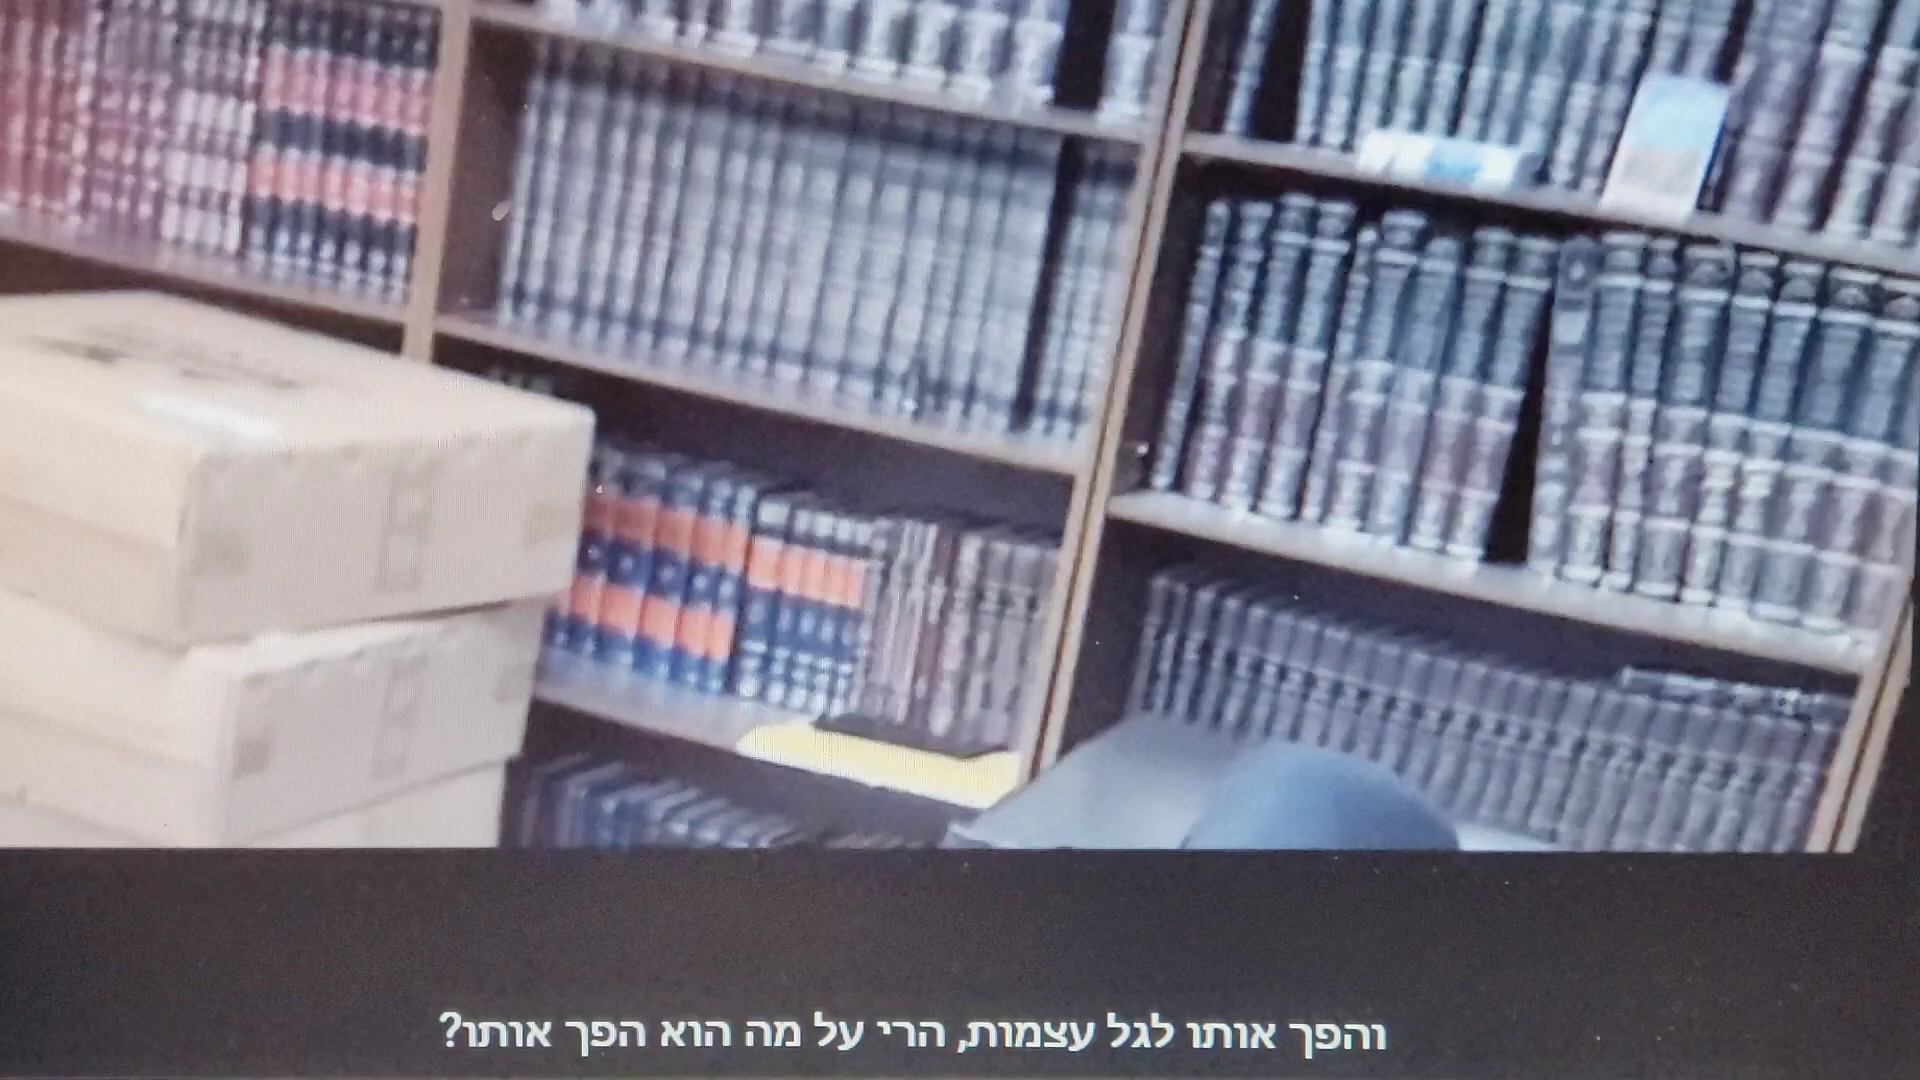 והפך אותו לגל עצמות, הרי על מה הוא הפך אותו?